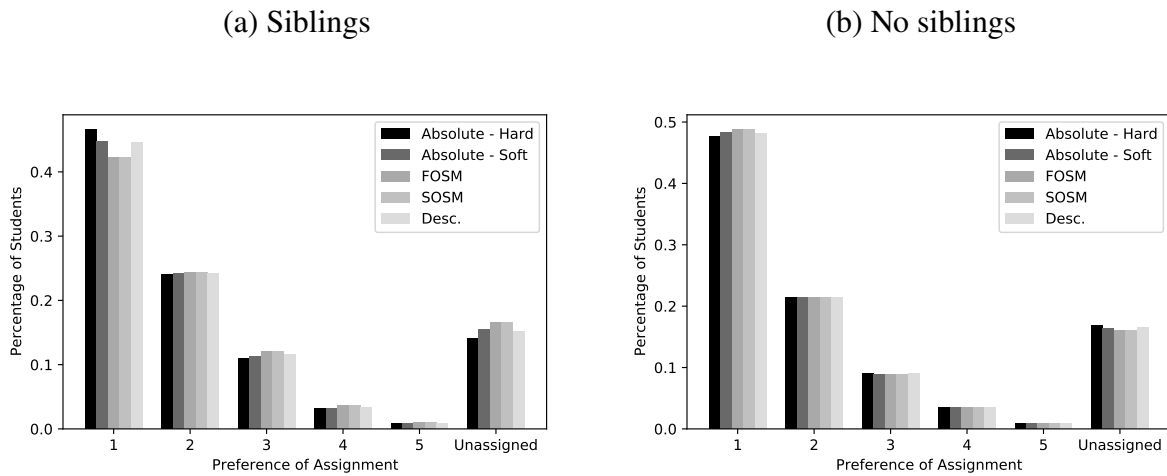 (a) Siblings
(b) No siblings
Percentage of Students
0.4
0.3
0.2
0.1
0.0
Absolute - Hard
Absolute - Soft
FOSM
SOSM
Desc.
1 2 3 4 5 Unassigned
Preference of Assignment
Percentage of Students
0.5
0.4
0.3
0.2
0.1
0.0
Absolute - Hard
Absolute - Soft
FOSM
SOSM
Desc.
1 2 3 4 5 Unassigned
Preference of Assignment